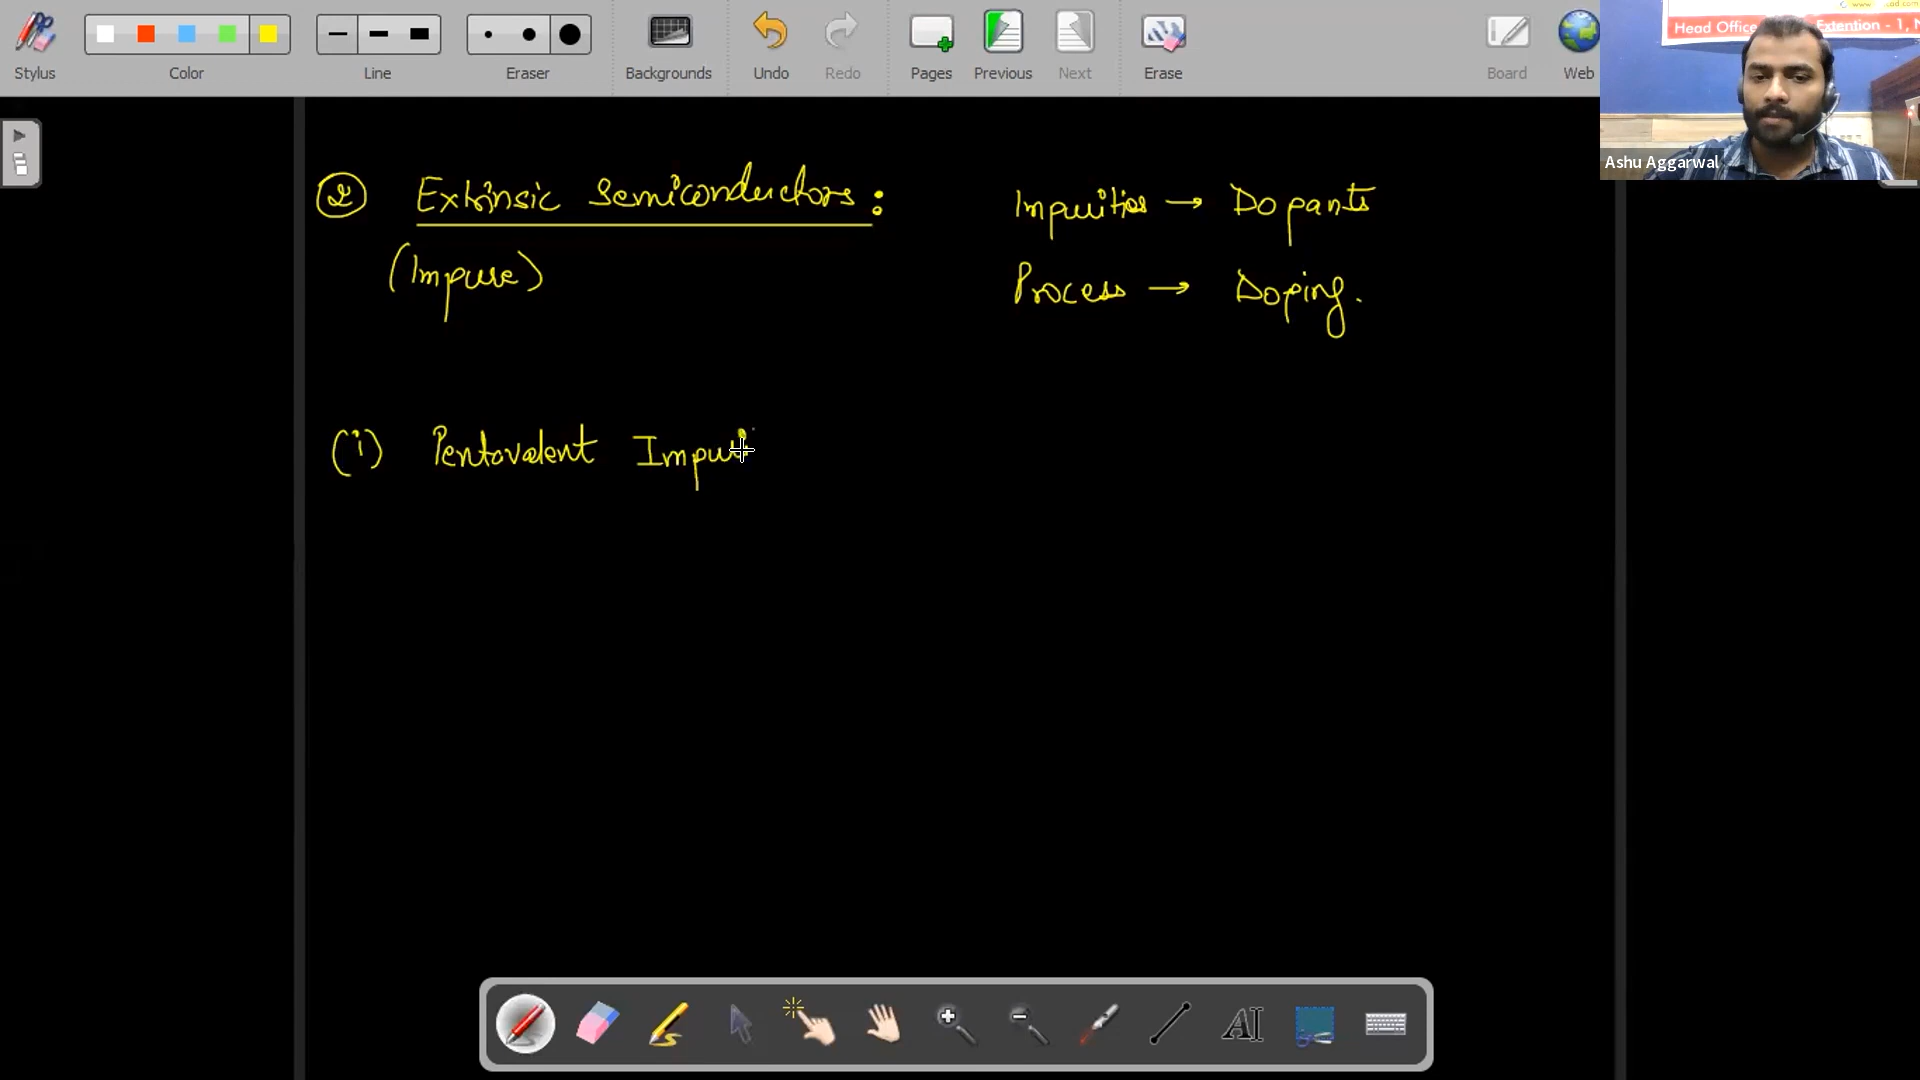 Stylus
Color
Line
Eraser
Backgrounds
Undo
Redo
Pages
Previous
Next
Erase
Board
Web
Head Office
Extention - 1, N
Ashu Aggarwal
② Extrinsic Semiconductors :
(Impure)
Impurities → Dopants
Process → Doping.
(i) Pentavalent Impu
AI